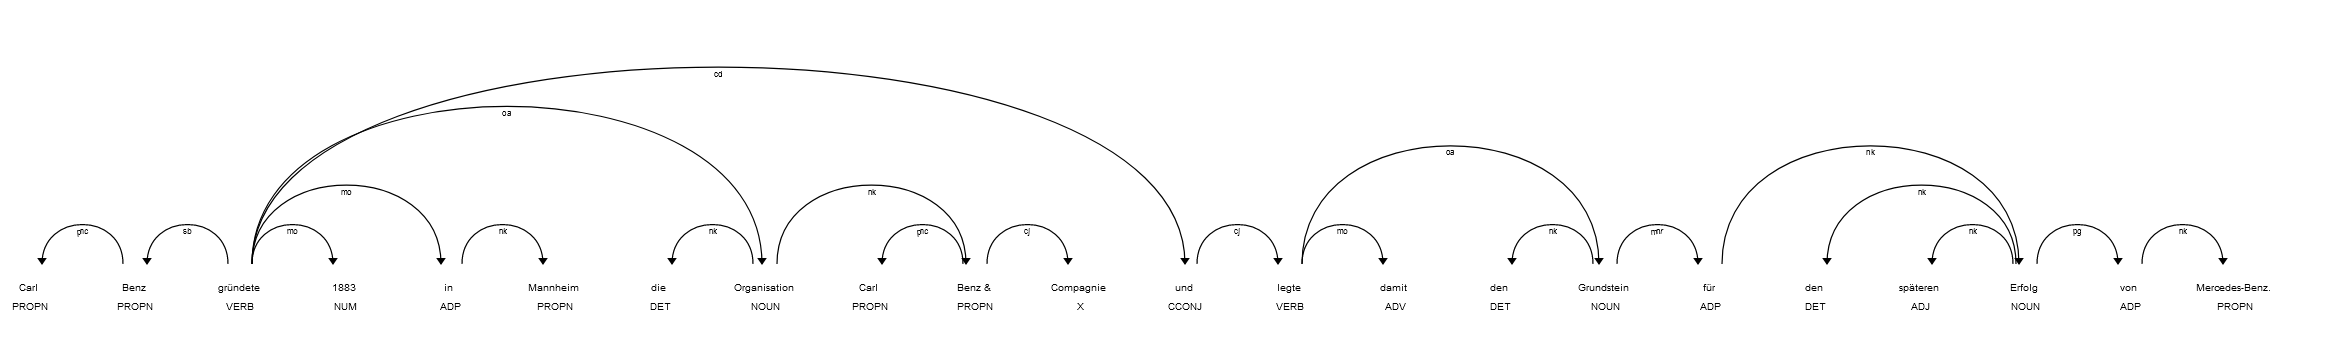 cd
oa
oa nk
mo nk nk
pnc sb mo nk nk pnc cj cj mo nk mnr nk pg nk
Carl Benz gründete 1883 in Mannheim die Organisation Carl Benz & Compagnie und legte damit den Grundstein für den späteren Erfolg von Mercedes-Benz.
PROPN PROPN VERB NUM ADP PROPN DET NOUN PROPN PROPN X CCONJ VERB ADV DET NOUN ADP DET ADJ NOUN ADP PROPN